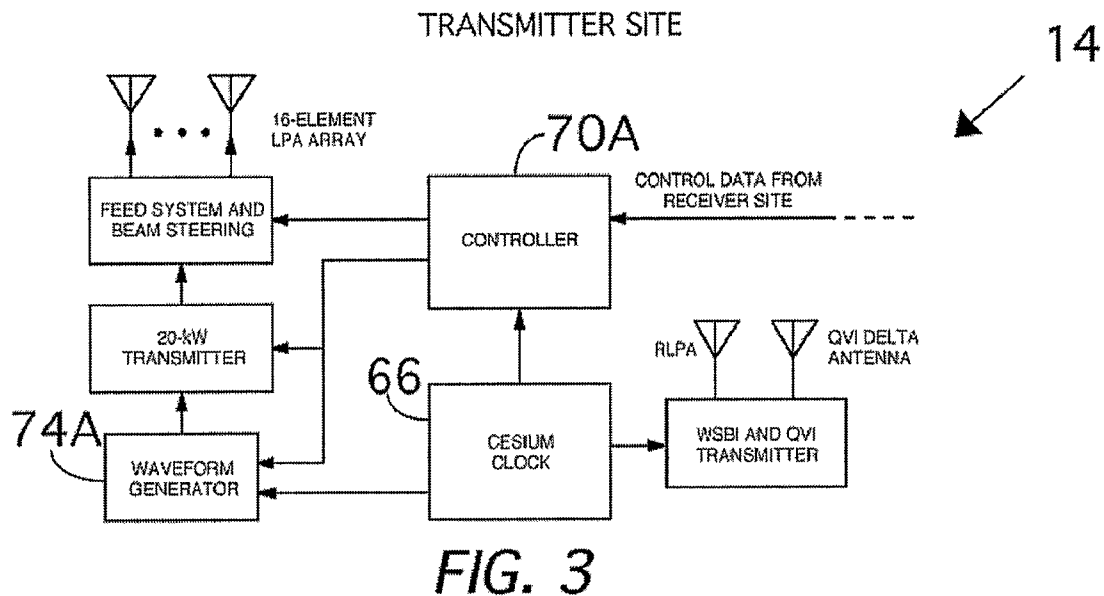 TRANSMITTER SITE
14
16-ELEMENT
LPA ARRAY
70A
CONTROL DATA FROM
RECEIVER SITE
FEED SYSTEM AND
BEAM STEERING
CONTROLLER
20-kW
TRANSMITTER
RLPA
QVI DELTA
ANTENNA
66
74A
CESIUM
CLOCK
WSBI AND QVI
TRANSMITTER
WAVEFORM
GENERATOR
FIG. 3